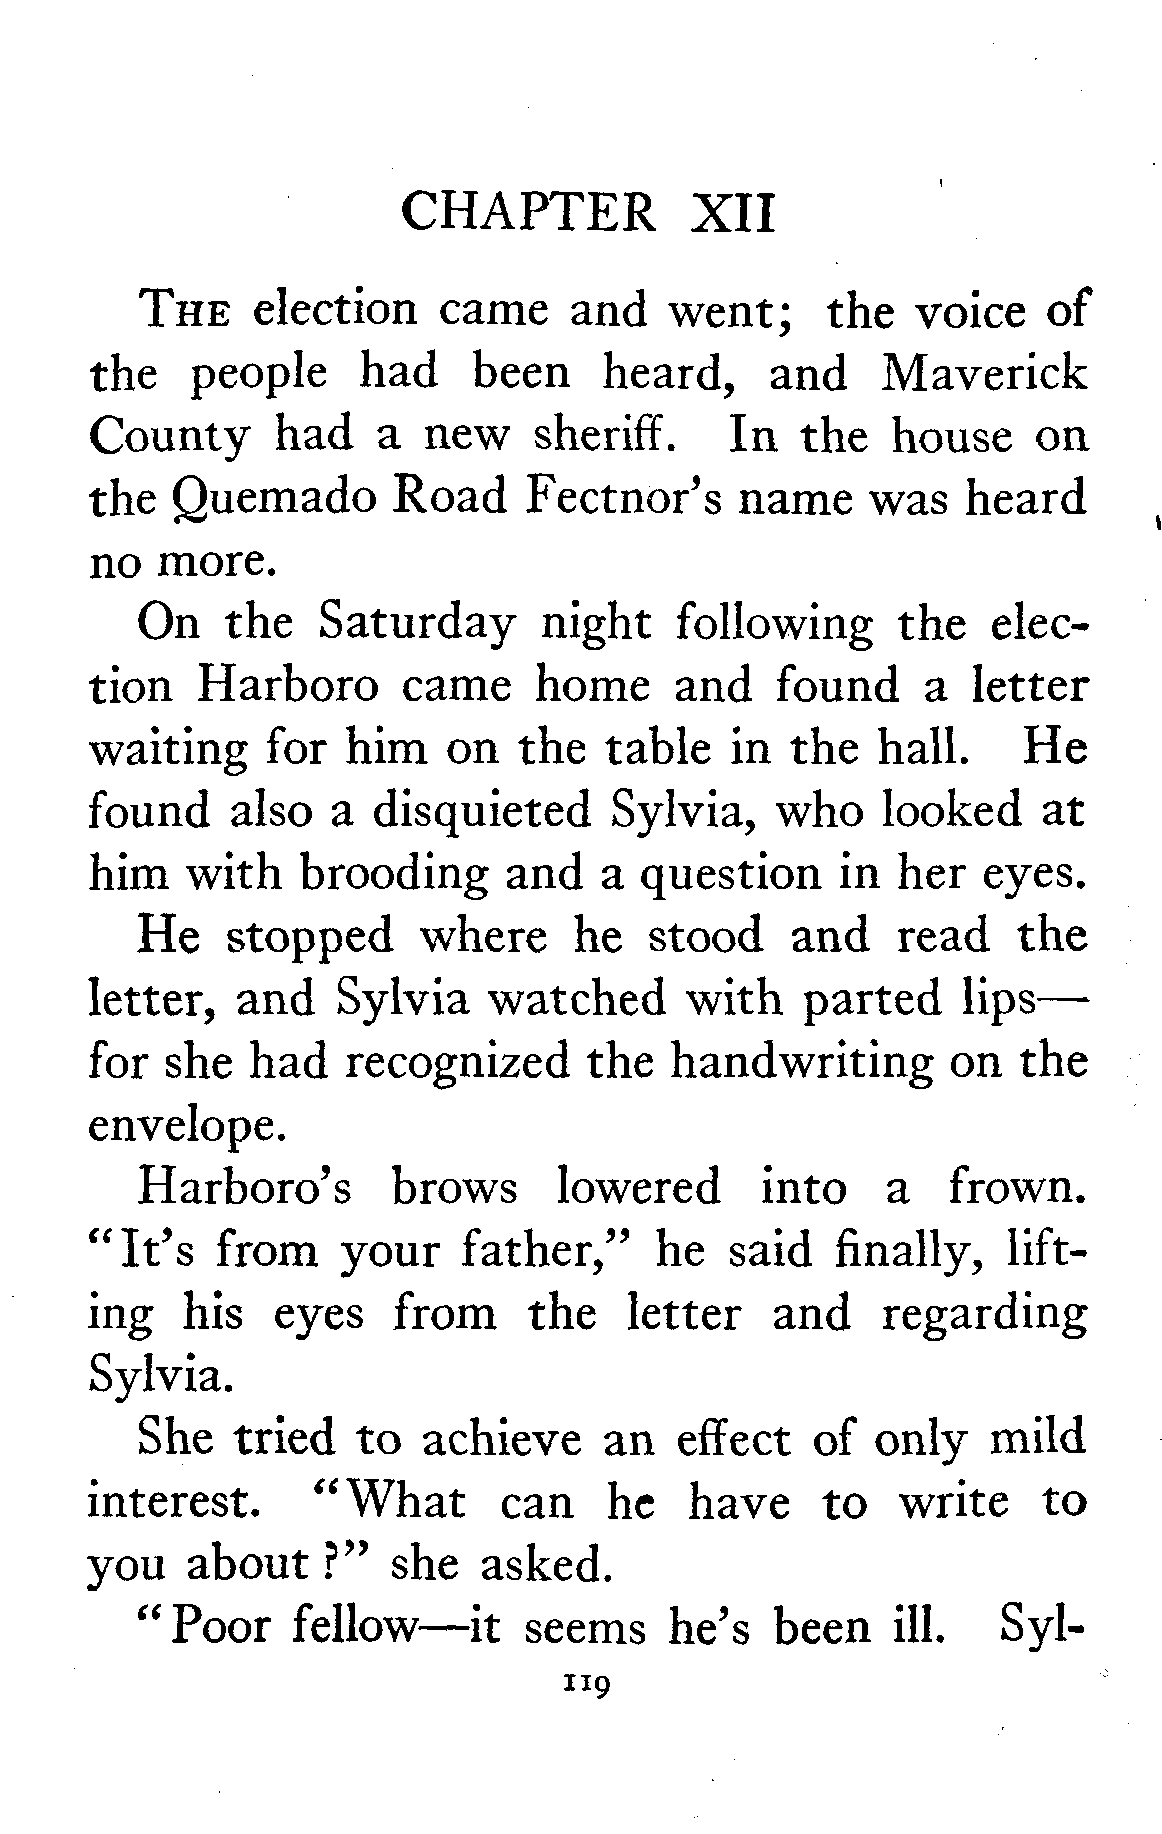 CHAPTER XII
THE election came and went; the voice of
the people had been heard, and Maverick
County had a new sheriff. In the house on
the Quemado Road Fectnor's name was heard
no more.
On the Saturday night following the elec-
tion Harboro came home and found a letter
waiting for him on the table in the hall. He
found also a disquieted Sylvia, who looked at
him with brooding and a question in her eyes.
He stopped where he stood and read the
letter, and Sylvia watched with parted lips—
for she had recognized the handwriting on the
envelope.
Harboro's brows lowered into a frown.
"It's from your father," he said finally, lift-
ing his eyes from the letter and regarding
Sylvia.
She tried to achieve an effect of only mild
interest. "What can he have to write to
you about?" she asked.
"Poor fellow—it seems he's been ill. Syl-
119